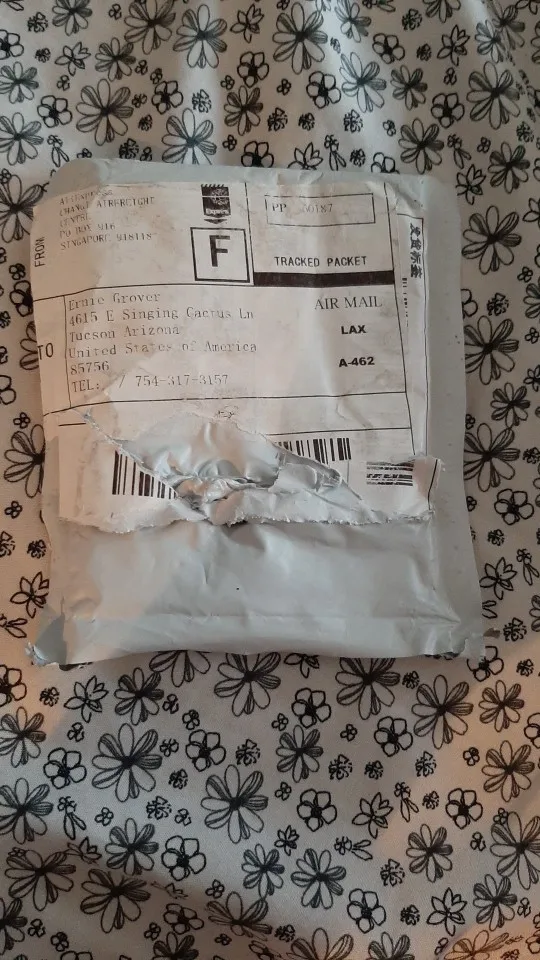 FROM
CHANGI AIRFREIGHT
CENTRE
PO BOX 916
SINGAPORE 918118
F
PP
TRACKED PACKET
TO
Ernie Grover
4615 E Singing Cactus Ln
Tucson Arizona
United States of America
85756
TEL: / 754-317-3157
AIR MAIL
LAX
A-462